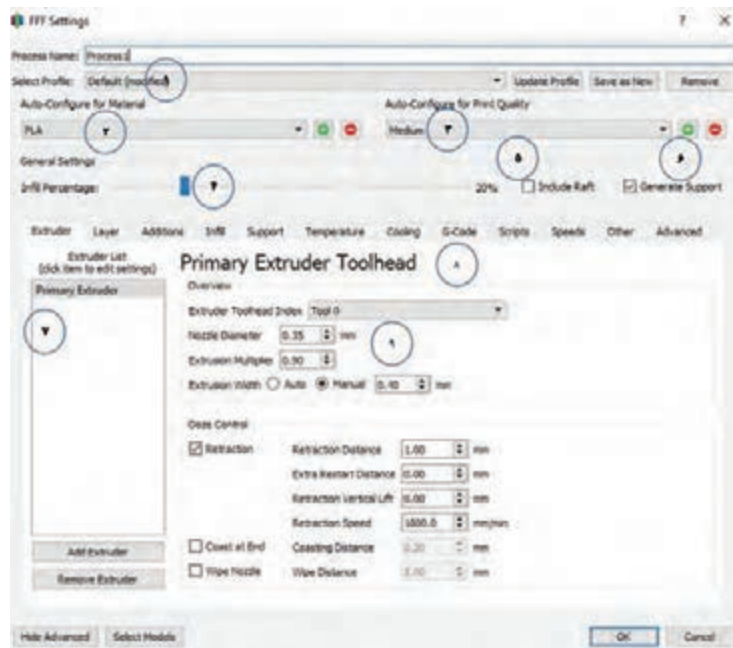 FFF Settings ? X
Process Name: Process1
Select Profile: Default (modified) Update Profile Save as New Remove
Auto-Configure for Material Auto-Configure for Print Quality
PLA Medium
General Settings
Infill Percentage: 20% Include Raft Generate Support
Extruder Layer Additions Infill Support Temperature Cooling G-Code Scripts Speeds Other Advanced
Extruder List
(click item to edit settings)
Primary Extruder
Primary Extruder Toolhead
Overview
Extruder Toolhead Index Tool 0
Nozzle Diameter 0.35 mm
Extrusion Multiplier 0.90
Extrusion Width Auto Manual 0.40 mm
Ooze Control
Retraction Retraction Distance 1.00 mm
Extra Restart Distance 0.00 mm
Retraction Vertical Lift 0.00 mm
Retraction Speed 1800.0 mm/min
Coast at End Coasting Distance 0.20 mm
Wipe Nozzle Wipe Distance mm
Add Extruder
Remove Extruder
Hide Advanced Select Models OK Cancel